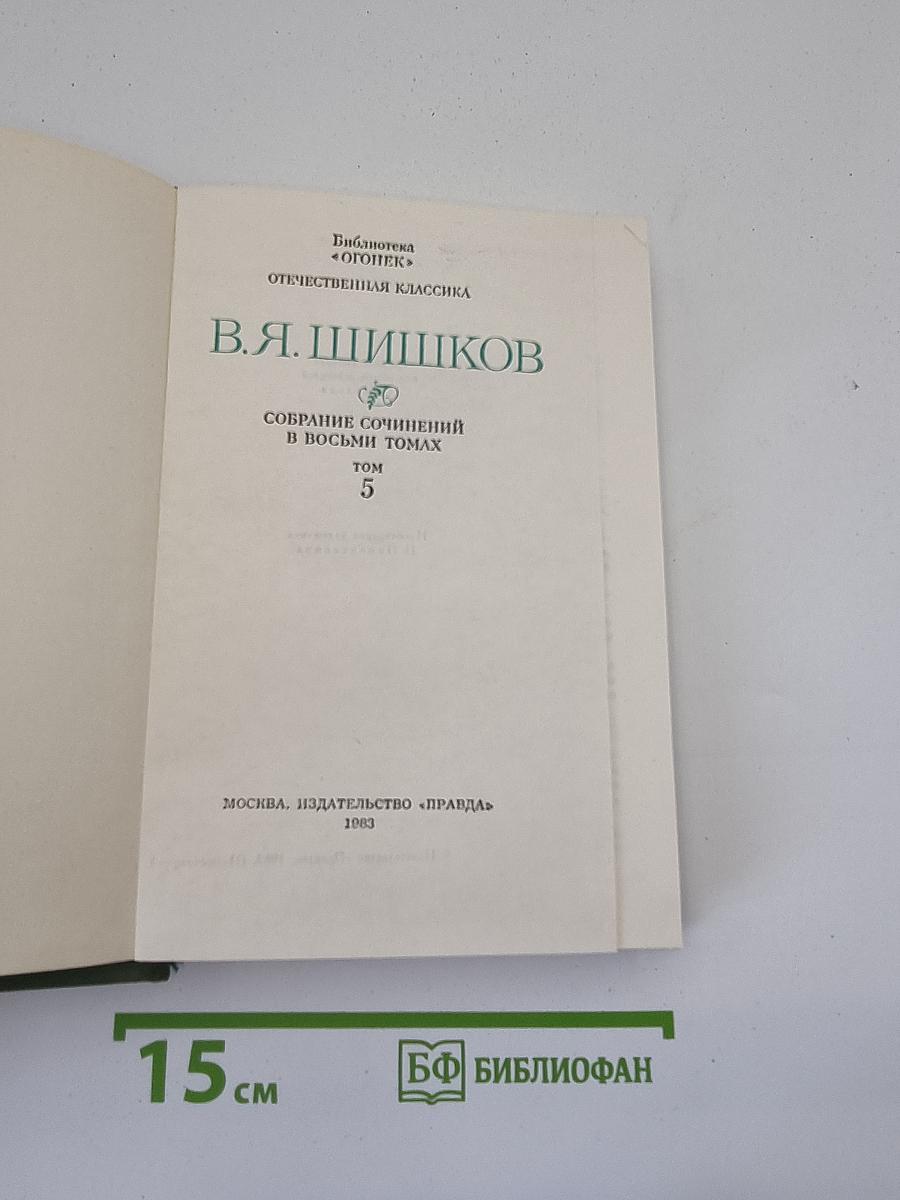 Библиотека
«ОГОНЕК»
ОТЕЧЕСТВЕННАЯ КЛАССИКА
В. Я. ШИШКОВ
СОБРАНИЕ СОЧИНЕНИЙ
В ВОСЬМИ ТОМАХ
ТОМ
5
МОСКВА. ИЗДАТЕЛЬСТВО «ПРАВДА»
1983
15 см
БФ БИБЛИОФАН